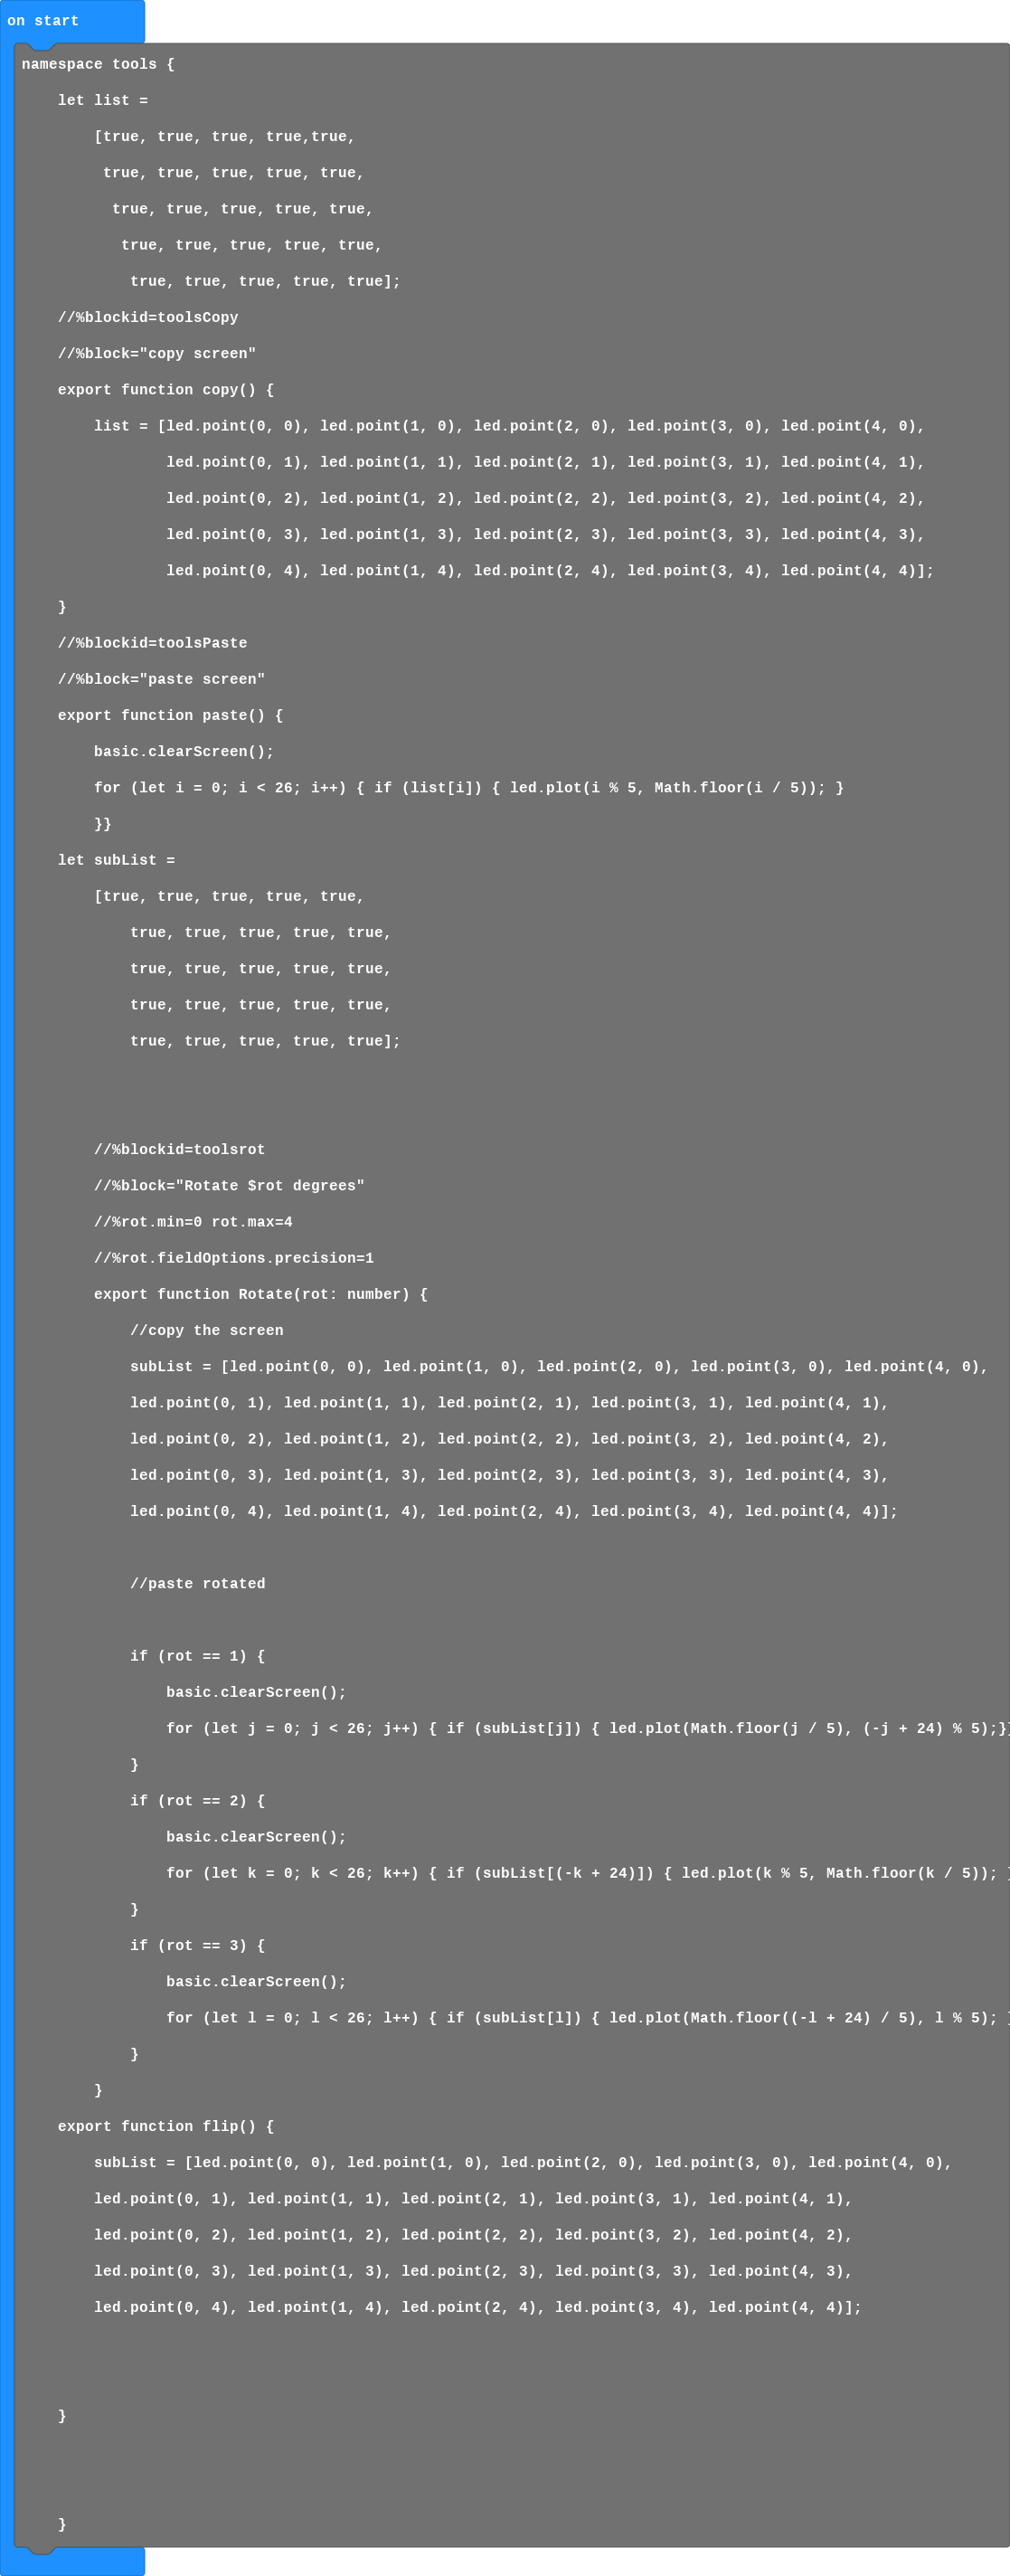 on start
namespace tools {
let list =
[true, true, true, true,true,
true, true, true, true, true,
true, true, true, true, true,
true, true, true, true, true,
true, true, true, true, true];
//%blockid=toolsCopy
//%block="copy screen"
export function copy() {
list = [led.point(0, 0), led.point(1, 0), led.point(2, 0), led.point(3, 0), led.point(4, 0),
led.point(0, 1), led.point(1, 1), led.point(2, 1), led.point(3, 1), led.point(4, 1),
led.point(0, 2), led.point(1, 2), led.point(2, 2), led.point(3, 2), led.point(4, 2),
led.point(0, 3), led.point(1, 3), led.point(2, 3), led.point(3, 3), led.point(4, 3),
led.point(0, 4), led.point(1, 4), led.point(2, 4), led.point(3, 4), led.point(4, 4)];
}
//%blockid=toolsPaste
//%block="paste screen"
export function paste() {
basic.clearScreen();
for (let i = 0; i < 26; i++) { if (list[i]) { led.plot(i % 5, Math.floor(i / 5)); }
}}
let subList =
[true, true, true, true, true,
true, true, true, true, true,
true, true, true, true, true,
true, true, true, true, true,
true, true, true, true, true];
//%blockid=toolsrot
//%block="Rotate $rot degrees"
//%rot.min=0 rot.max=4
//%rot.fieldOptions.precision=1
export function Rotate(rot: number) {
//copy the screen
subList = [led.point(0, 0), led.point(1, 0), led.point(2, 0), led.point(3, 0), led.point(4, 0),
led.point(0, 1), led.point(1, 1), led.point(2, 1), led.point(3, 1), led.point(4, 1),
led.point(0, 2), led.point(1, 2), led.point(2, 2), led.point(3, 2), led.point(4, 2),
led.point(0, 3), led.point(1, 3), led.point(2, 3), led.point(3, 3), led.point(4, 3),
led.point(0, 4), led.point(1, 4), led.point(2, 4), led.point(3, 4), led.point(4, 4)];
//paste rotated
if (rot == 1) {
basic.clearScreen();
for (let j = 0; j < 26; j++) { if (subList[j]) { led.plot(Math.floor(j / 5), (-j + 24) % 5);}}
}
if (rot == 2) {
basic.clearScreen();
for (let k = 0; k < 26; k++) { if (subList[(-k + 24)]) { led.plot(k % 5, Math.floor(k / 5)); }
}
if (rot == 3) {
basic.clearScreen();
for (let l = 0; l < 26; l++) { if (subList[l]) { led.plot(Math.floor((-l + 24) / 5), l % 5); }
}
}
export function flip() {
subList = [led.point(0, 0), led.point(1, 0), led.point(2, 0), led.point(3, 0), led.point(4, 0),
led.point(0, 1), led.point(1, 1), led.point(2, 1), led.point(3, 1), led.point(4, 1),
led.point(0, 2), led.point(1, 2), led.point(2, 2), led.point(3, 2), led.point(4, 2),
led.point(0, 3), led.point(1, 3), led.point(2, 3), led.point(3, 3), led.point(4, 3),
led.point(0, 4), led.point(1, 4), led.point(2, 4), led.point(3, 4), led.point(4, 4)];
}
}